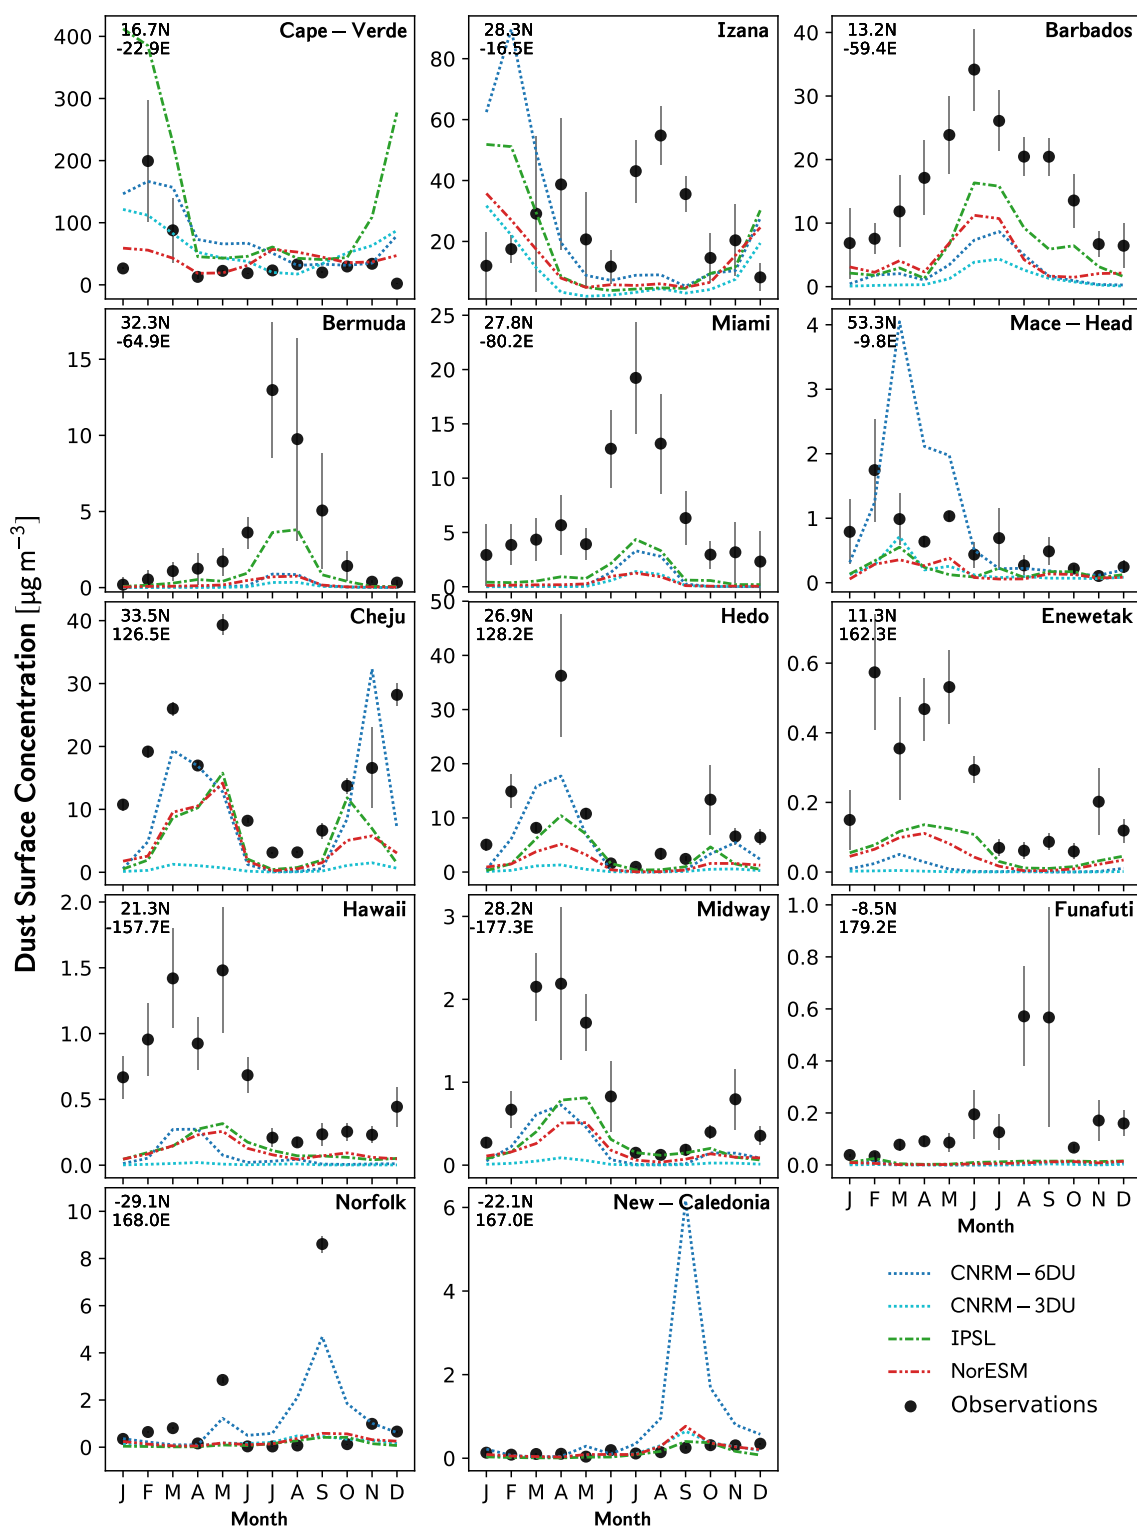 Dust Surface Concentration [µg m−3]
16.7N
-22.9E
Cape – Verde
400
300
200
100
0
28.3N
-16.5E
Izana
80
60
40
20
13.2N
-59.4E
Barbados
40
30
20
10
0
32.3N
-64.9E
Bermuda
15
10
5
0
27.8N
-80.2E
Miami
25
20
15
10
5
0
53.3N
-9.8E
Mace – Head
4
3
2
1
0
33.5N
126.5E
Cheju
40
30
20
10
0
26.9N
128.2E
Hedo
50
40
30
20
10
0
11.3N
162.3E
Enewetak
0.6
0.4
0.2
0.0
21.3N
-157.7E
Hawaii
2.0
1.5
1.0
0.5
0.0
28.2N
-177.3E
Midway
3
2
1
0
-8.5N
179.2E
Funafuti
1.0
0.8
0.6
0.4
0.2
0.0
J F M A M J J A S O N D
Month
-29.1N
168.0E
Norfolk
10
8
6
4
2
0
J F M A M J J A S O N D
Month
-22.1N
167.0E
New – Caledonia
6
4
2
0
J F M A M J J A S O N D
Month
CNRM – 6DU
CNRM – 3DU
IPSL
NorESM
Observations